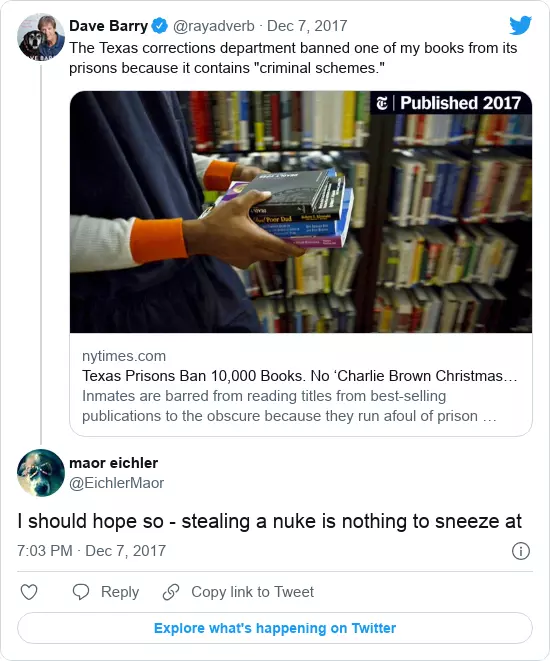 Dave Barry @rayadverb · Dec 7, 2017
The Texas corrections department banned one of my books from its
prisons because it contains "criminal schemes."
Published 2017
Poor Dad
nytimes.com
Texas Prisons Ban 10,000 Books. No ‘Charlie Brown Christmas…
Inmates are barred from reading titles from best-selling
publications to the obscure because they run afoul of prison …
maor eichler
@EichlerMaor
I should hope so - stealing a nuke is nothing to sneeze at
7:03 PM · Dec 7, 2017
Reply
Copy link to Tweet
Explore what's happening on Twitter